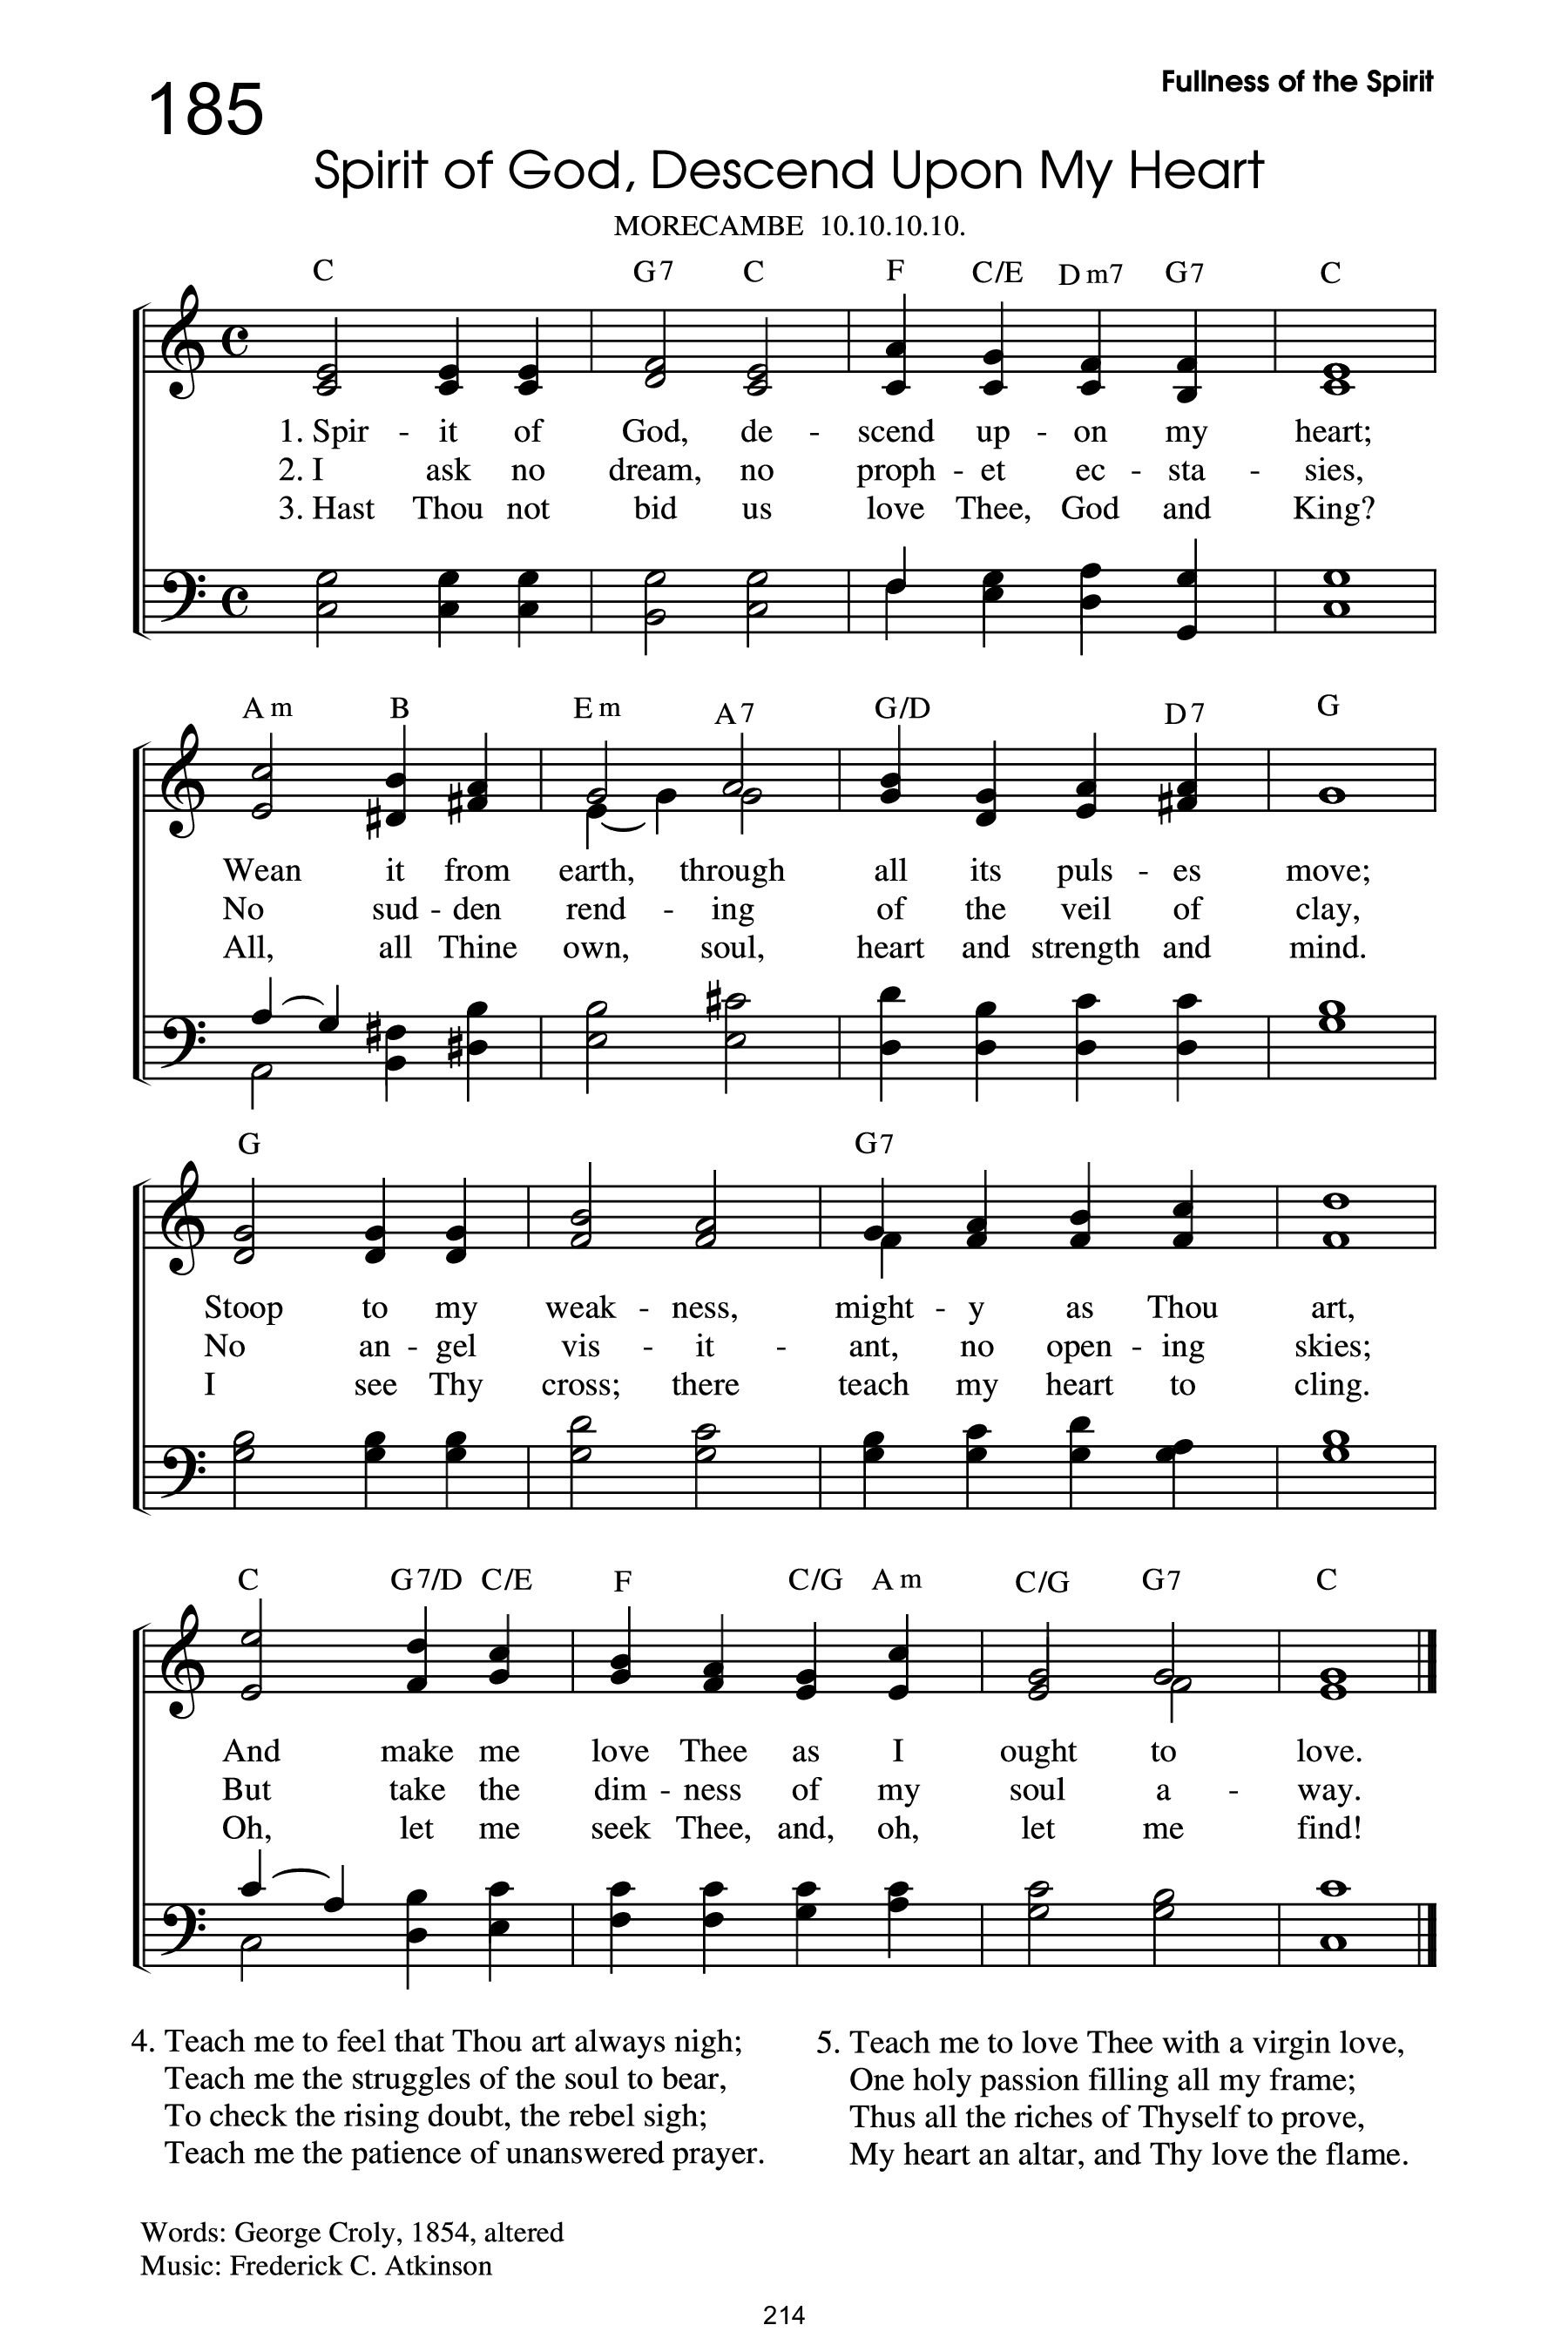 Fullness of the Spirit
185
Spirit of God, Descend Upon My Heart
MORECAMBE 10.10.10.10.
C G7 C F C/E Dm7 G7 C
1. Spir - it of God, de - scend up - on my heart;
2. I ask no dream, no proph - et ec - sta - sies,
3. Hast Thou not bid us love Thee, God and King?
Am B Em A7 G/D D7 G
Wean it from earth, through all its puls - es move;
No sud - den rend - ing of the veil of clay,
All, all Thine own, soul, heart and strength and mind.
G G7
Stoop to my weak - ness, might - y as Thou art,
No an - gel vis - it - ant, no open - ing skies;
I see Thy cross; there teach my heart to cling.
C G7/D C/E F C/G Am C/G G7 C
And make me love Thee as I ought to love.
But take the dim - ness of my soul a - way.
Oh, let me seek Thee, and, oh, let me find!
4. Teach me to feel that Thou art always nigh;
Teach me the struggles of the soul to bear,
To check the rising doubt, the rebel sigh;
Teach me the patience of unanswered prayer.
5. Teach me to love Thee with a virgin love,
One holy passion filling all my frame;
Thus all the riches of Thyself to prove,
My heart an altar, and Thy love the flame.
Words: George Croly, 1854, altered
Music: Frederick C. Atkinson
214